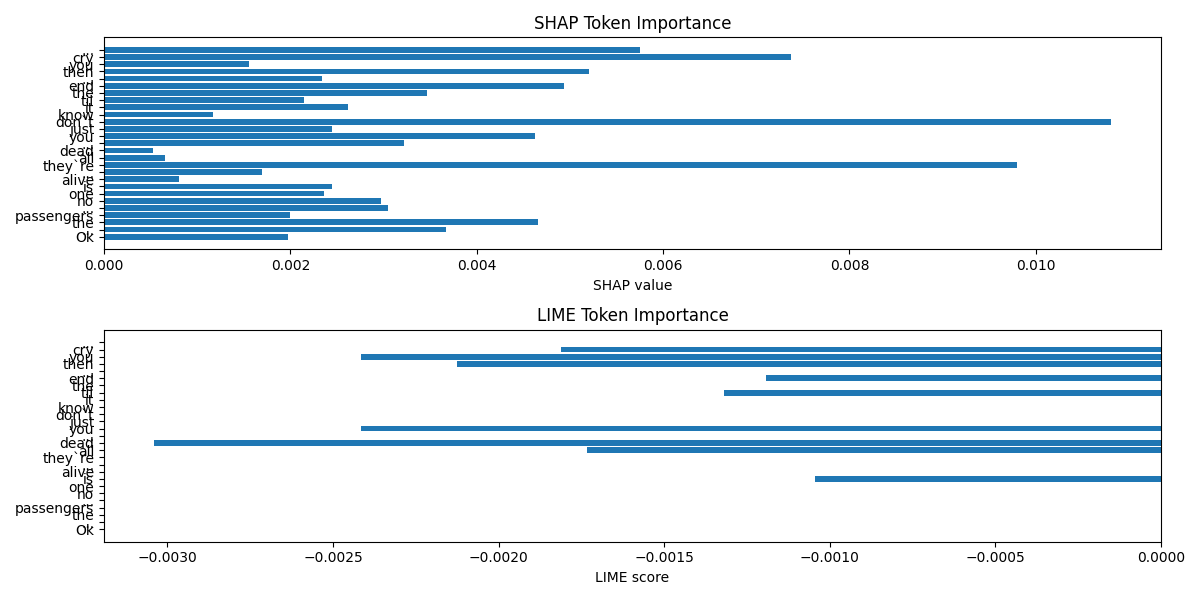 SHAP Token Importance
cry
you
then
end
the
til
it
know
don`t
just
you
dead
all
they`re
alive
is
one
no
passengers
the
Ok
0.000 0.002 0.004 0.006 0.008 0.010
SHAP value
LIME Token Importance
cry
you
then
end
the
til
it
know
don`t
just
you
dead
all
they`re
alive
is
one
no
passengers
the
Ok
−0.0030 −0.0025 −0.0020 −0.0015 −0.0010 −0.0005 0.0000
LIME score